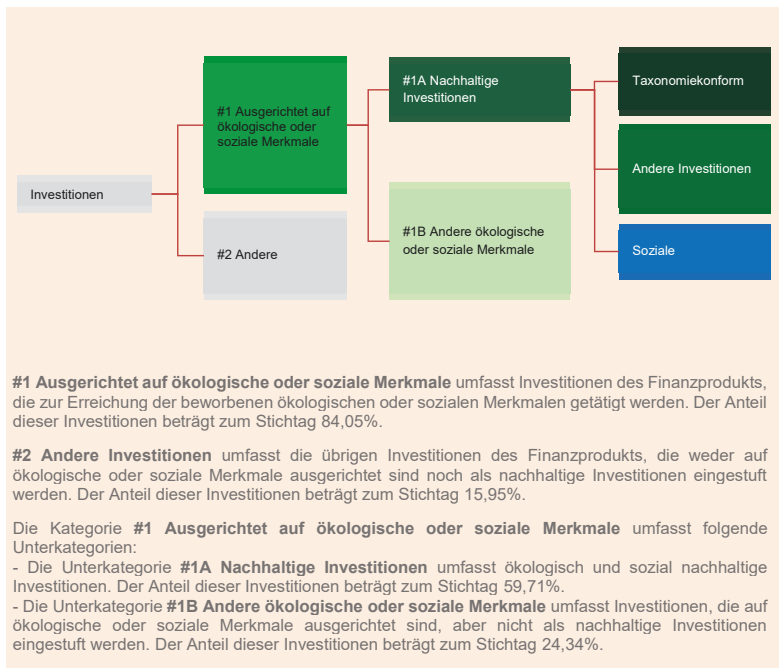 #1A Nachhaltige
Investitionen
Taxonomiekonform
#1 Ausgerichtet auf
ökologische oder
soziale Merkmale
Andere Investitionen
Investitionen
#1B Andere ökologische
oder soziale Merkmale
#2 Andere
Soziale
#1 Ausgerichtet auf ökologische oder soziale Merkmale umfasst Investitionen des Finanzprodukts,
die zur Erreichung der beworbenen ökologischen oder sozialen Merkmalen getätigt werden. Der Anteil
dieser Investitionen beträgt zum Stichtag 84,05%.
#2 Andere Investitionen umfasst die übrigen Investitionen des Finanzprodukts, die weder auf
ökologische oder soziale Merkmale ausgerichtet sind noch als nachhaltige Investitionen eingestuft
werden. Der Anteil dieser Investitionen beträgt zum Stichtag 15,95%.
Die Kategorie #1 Ausgerichtet auf ökologische oder soziale Merkmale umfasst folgende
Unterkategorien:
- Die Unterkategorie #1A Nachhaltige Investitionen umfasst ökologisch und sozial nachhaltige
Investitionen. Der Anteil dieser Investitionen beträgt zum Stichtag 59,71%.
- Die Unterkategorie #1B Andere ökologische oder soziale Merkmale umfasst Investitionen, die auf
ökologische oder soziale Merkmale ausgerichtet sind, aber nicht als nachhaltige Investitionen
eingestuft werden. Der Anteil dieser Investitionen beträgt zum Stichtag 24,34%.